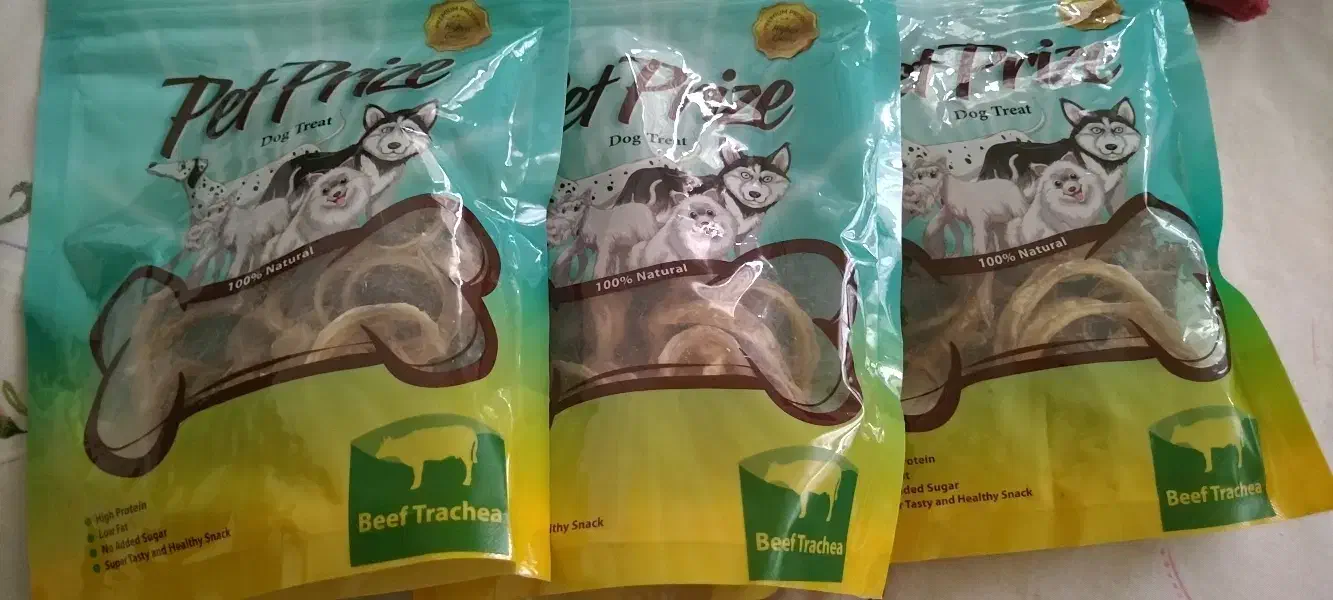 PREMIUM
Pet Prize
Dog Treat
100% Natural
High Protein
Low Fat
No Added Sugar
Super Tasty and Healthy Snack
Beef Trachea
et Prize
Dog Treat
100% Natural
lthy Snack
Beef Trachea
et Prize
Dog Treat
100% Natural
otein
t
ded Sugar
Tasty and Healthy Snack
Beef Trachea